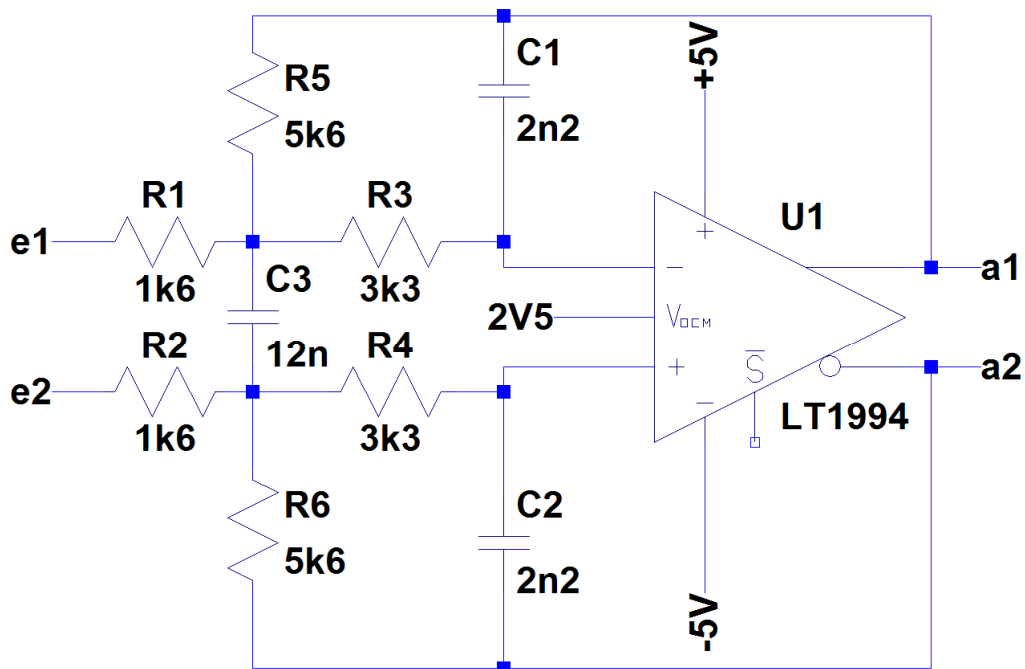 C1
+5V
R5
2n2
5k6
R1
R3
U1
e1
a1
1k6
C3
3k3
−
+
2V5
VOCM
R2
12n
R4
+
S̅
e2
a2
1k6
3k3
−
LT1994
R6
C2
5k6
2n2
-5V